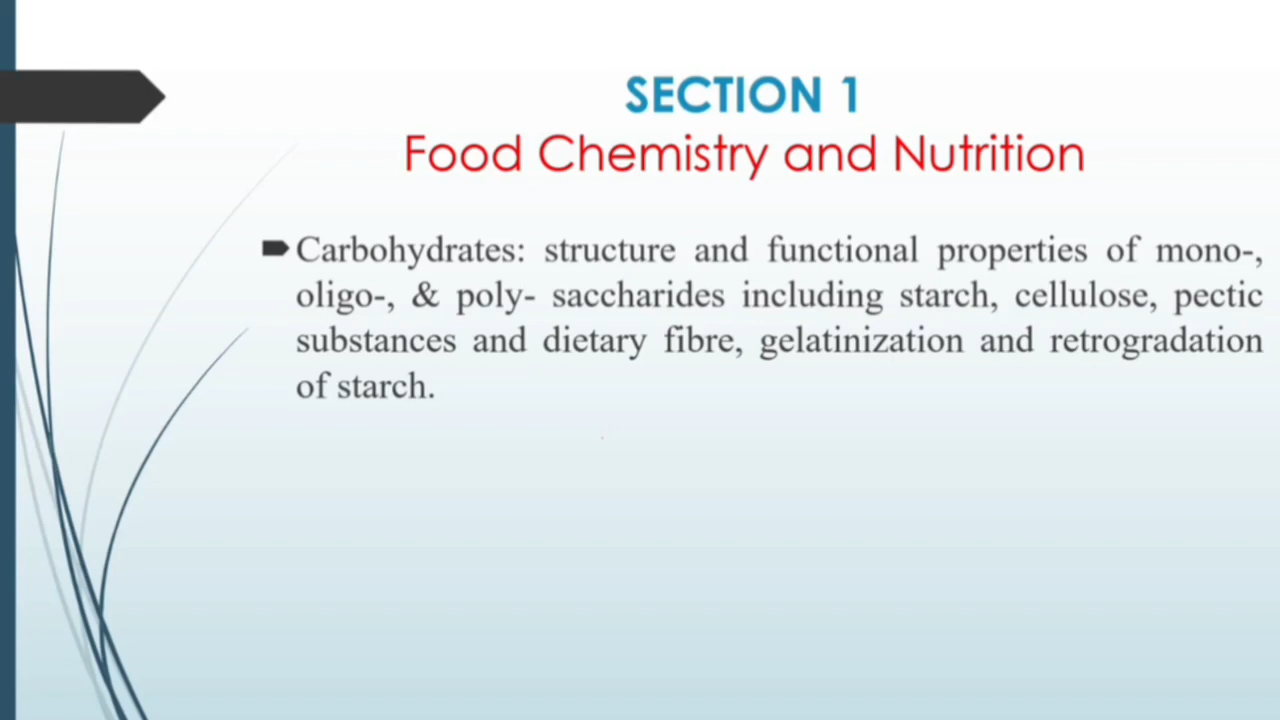 SECTION 1
Food Chemistry and Nutrition
Carbohydrates: structure and functional properties of mono-,
oligo-, & poly- saccharides including starch, cellulose, pectic
substances and dietary fibre, gelatinization and retrogradation
of starch.